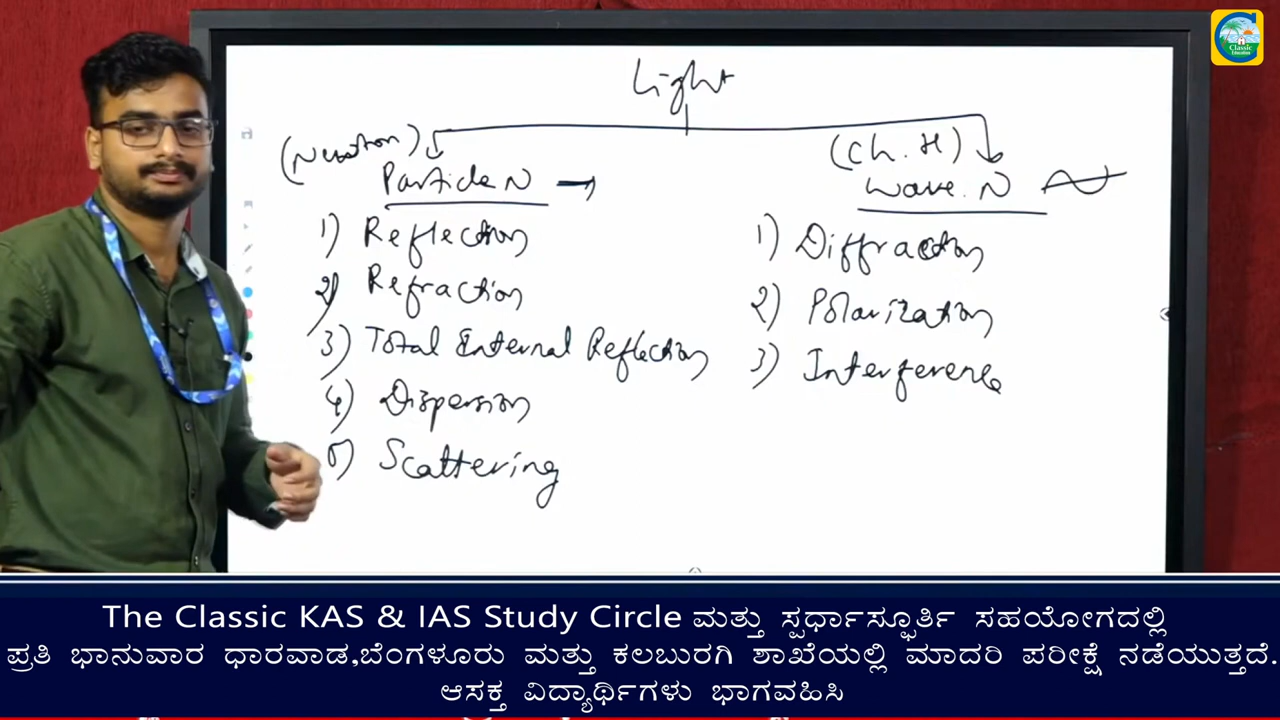 Light
(Newton)
Particle N →
1) Reflection
2) Refraction
3) Total Internal Reflection
4) Dispersion
5) Scattering
(Ch. H)
Wave. N
1) Diffraction
2) Polarization
3) Interference
Classic
Education
The Classic KAS & IAS Study Circle ಮತ್ತು ಸ್ಪರ್ಧಾಸ್ಫೂರ್ತಿ ಸಹಯೋಗದಲ್ಲಿ
ಪ್ರತಿ ಭಾನುವಾರ ಧಾರವಾಡ,ಬೆಂಗಳೂರು ಮತ್ತು ಕಲಬುರಗಿ ಶಾಖೆಯಲ್ಲಿ ಮಾದರಿ ಪರೀಕ್ಷೆ ನಡೆಯುತ್ತದೆ.
ಆಸಕ್ತ ವಿದ್ಯಾರ್ಥಿಗಳು ಭಾಗವಹಿಸಿ